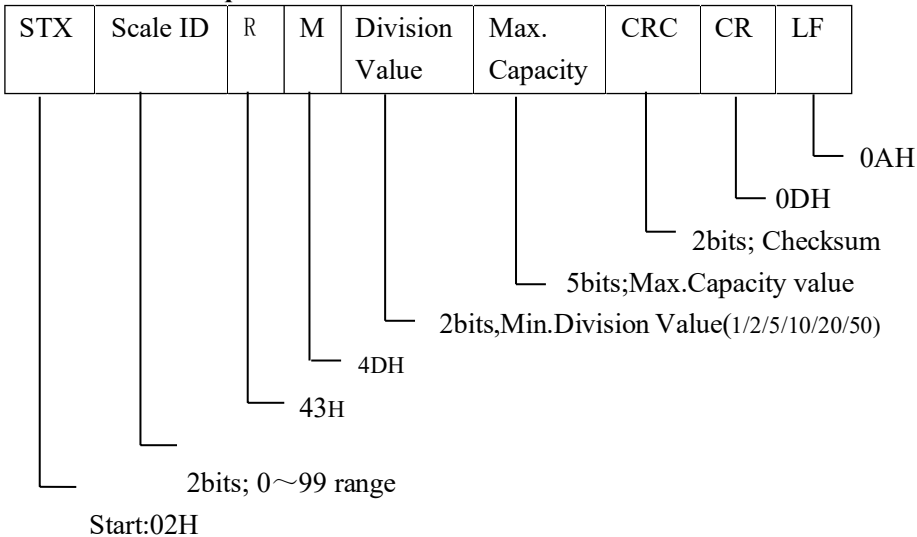 STX Scale ID R M Division Value Max. Capacity CRC CR LF
0AH
0DH
2bits; Checksum
5bits;Max.Capacity value
2bits,Min.Division Value(1/2/5/10/20/50)
4DH
43H
2bits; 0～99 range
Start:02H